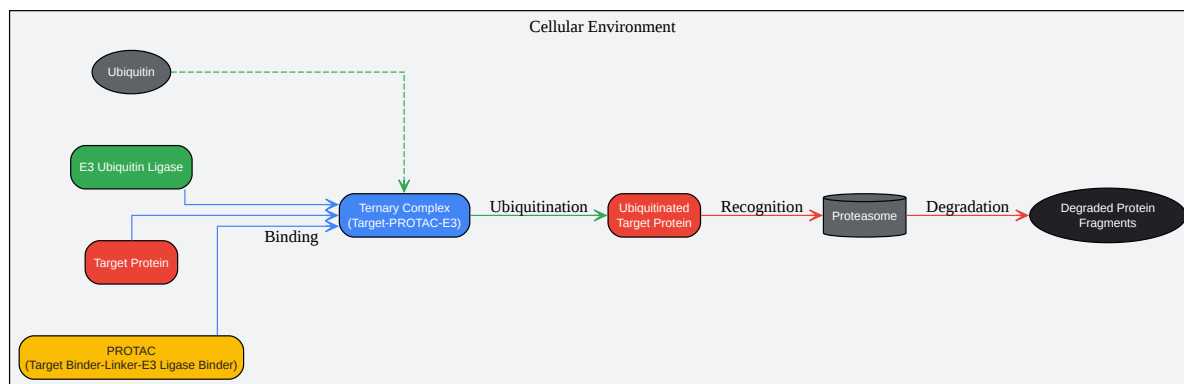 Cellular Environment
Ubiquitin
E3 Ubiquitin Ligase
Target Protein
PROTAC
(Target Binder-Linker-E3 Ligase Binder)
Binding
Ternary Complex
(Target-PROTAC-E3)
Ubiquitination
Ubiquitinated
Target Protein
Recognition
Proteasome
Degradation
Degraded Protein
Fragments